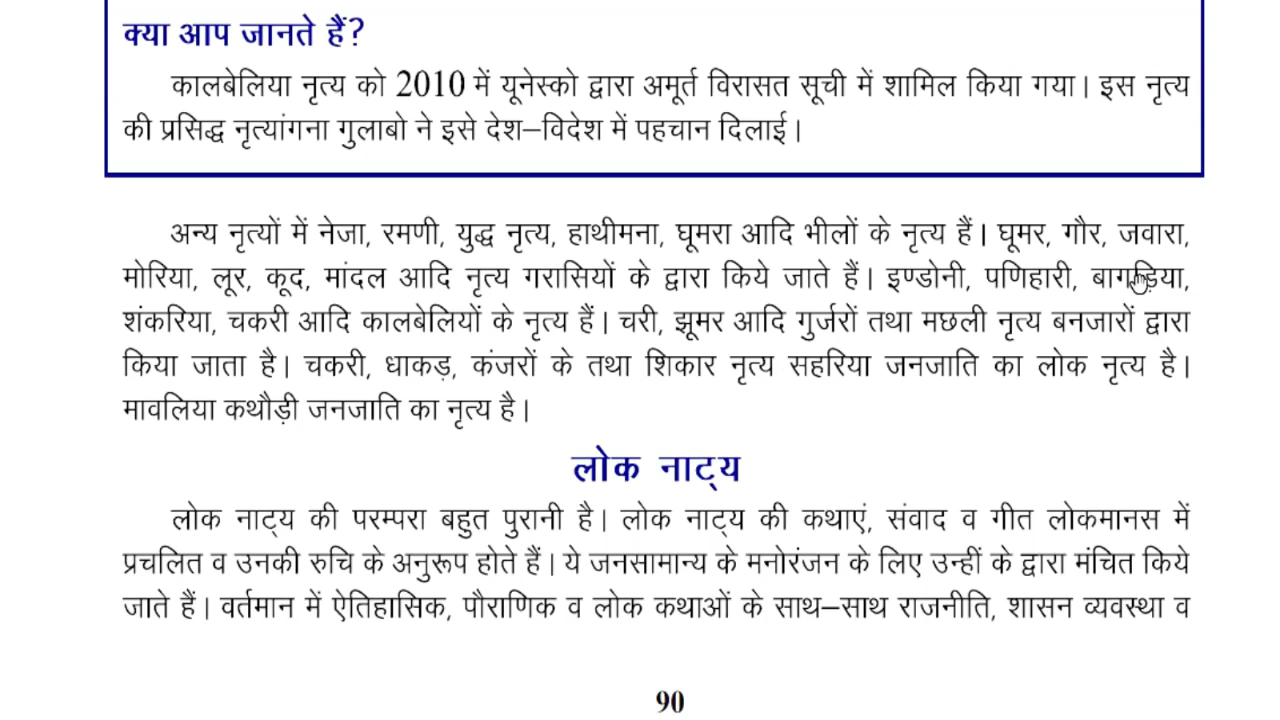 क्या आप जानते हैं?
कालबेलिया नृत्य को 2010 में यूनेस्को द्वारा अमूर्त विरासत सूची में शामिल किया गया। इस नृत्य
की प्रसिद्ध नृत्यांगना गुलाबो ने इसे देश–विदेश में पहचान दिलाई।
अन्य नृत्यों में नेजा, रमणी, युद्ध नृत्य, हाथीमना, घूमरा आदि भीलों के नृत्य हैं। घूमर, गौर, जवारा,
मोरिया, लूर, कूद, मांदल आदि नृत्य गरासियों के द्वारा किये जाते हैं। इण्डोनी, पणिहारी, बागड़िया,
शंकरिया, चकरी आदि कालबेलियों के नृत्य हैं। चरी, झूमर आदि गुर्जरों तथा मछली नृत्य बनजारों द्वारा
किया जाता है। चकरी, धाकड़, कंजरों के तथा शिकार नृत्य सहरिया जनजाति का लोक नृत्य है।
मावलिया कथौड़ी जनजाति का नृत्य है।
लोक नाट्य
लोक नाट्य की परम्परा बहुत पुरानी है। लोक नाट्य की कथाएं, संवाद व गीत लोकमानस में
प्रचलित व उनकी रुचि के अनुरूप होते हैं। ये जनसामान्य के मनोरंजन के लिए उन्हीं के द्वारा मंचित किये
जाते हैं। वर्तमान में ऐतिहासिक, पौराणिक व लोक कथाओं के साथ–साथ राजनीति, शासन व्यवस्था व
90